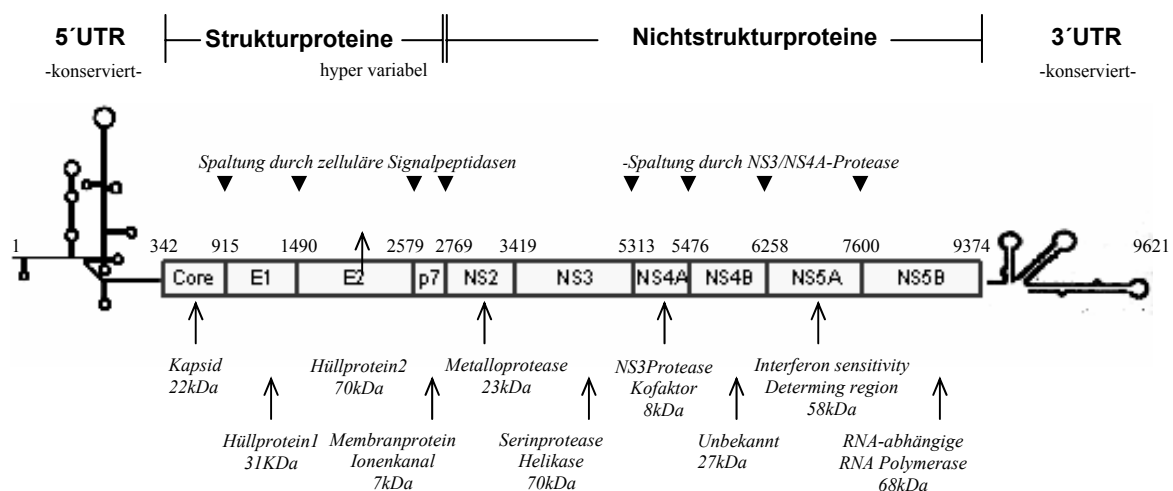 5´UTR Strukturproteine Nichtstrukturproteine 3´UTR
-konserviert- hyper variabel -konserviert-
Spaltung durch zelluläre Signalpeptidasen -Spaltung durch NS3/NS4A-Protease
1 342 915 1490 2579 2769 3419 5313 5476 6258 7600 9374 9621
Core E1 E2 p7 NS2 NS3 NS4A NS4B NS5A NS5B
Kapsid Hüllprotein2 Metalloprotease NS3Protease Interferon sensitivity
22kDa 70kDa 23kDa Kofaktor Determing region
8kDa 58kDa
Hüllprotein1 Membranprotein Serinprotease Unbekannt RNA-abhängige
31KDa Ionenkanal Helikase 27kDa RNA Polymerase
7kDa 70kDa 68kDa